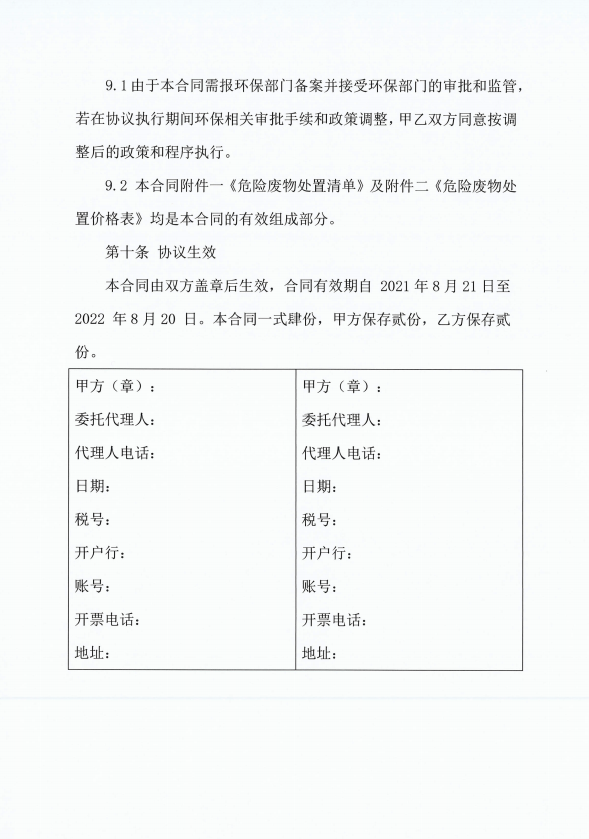 9.1由于本合同需报环保部门备案并接受环保部门的审批和监管，
若在协议执行期间环保相关审批手续和政策调整，甲乙双方同意按调
整后的政策和程序执行。
9.2 本合同附件一《危险废物处置清单》及附件二《危险废物处
置价格表》均是本合同的有效组成部分。
第十条 协议生效
本合同由双方盖章后生效，合同有效期自 2021年8月21日至
2022 年8月20 日。本合同一式肆份，甲方保存贰份，乙方保存贰
份。
甲方（章）：
委托代理人：
代理人电话：
日期：
税号：
开户行：
账号：
开票电话：
地址：
甲方（章）：
委托代理人：
代理人电话：
日期：
税号：
开户行：
账号：
开票电话：
地址：